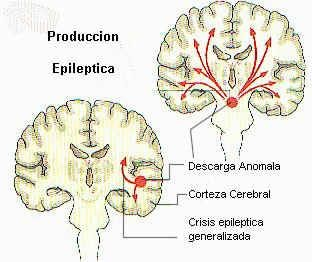 Produccion
Epileptica
Descarga Anomala
Corteza Cerebral
Crisis epileptica
generalizada